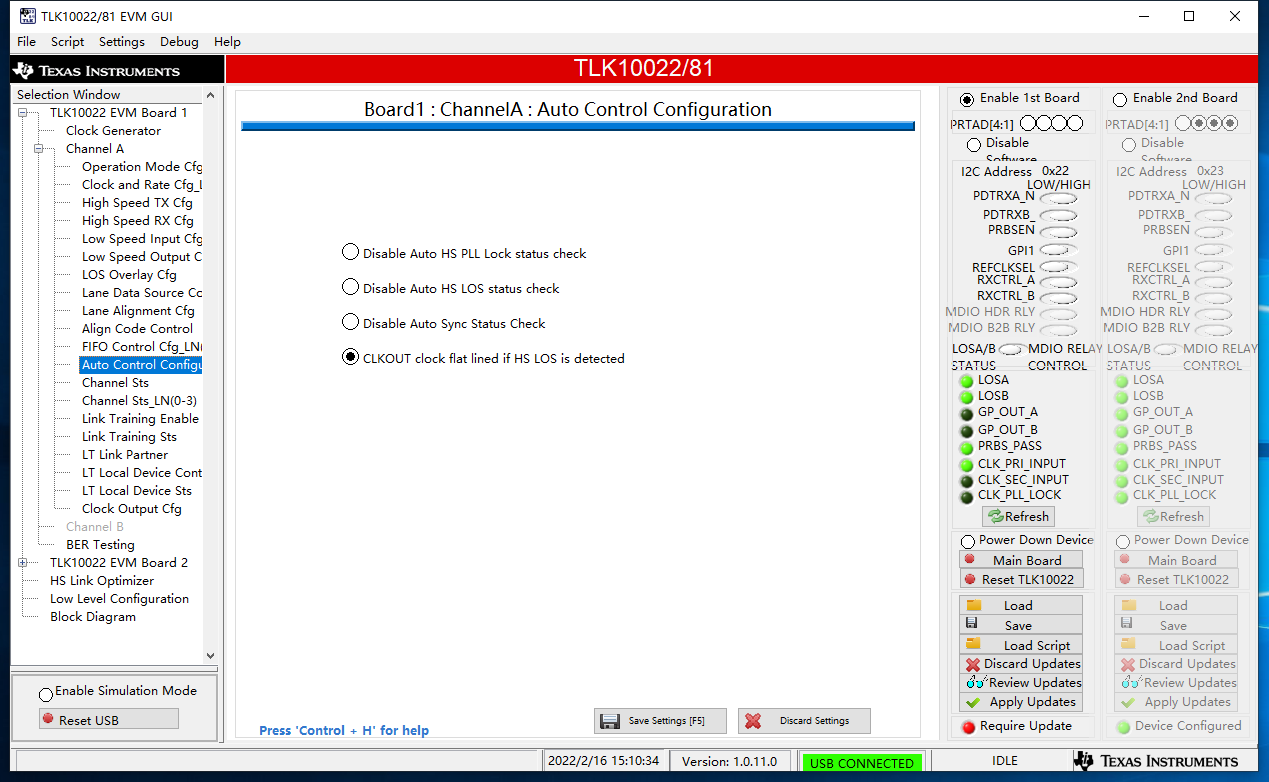 TLK10022/81 EVM GUI
File Script Settings Debug Help
TEXAS INSTRUMENTS
TLK10022/81
Selection Window
TLK10022 EVM Board 1
Clock Generator
Channel A
Operation Mode Cfg
Clock and Rate Cfg_L
High Speed TX Cfg
High Speed RX Cfg
Low Speed Input Cfg
Low Speed Output C
LOS Overlay Cfg
Lane Data Source Co
Lane Alignment Cfg
Align Code Control
FIFO Control Cfg_LN(
Auto Control Configu
Channel Sts
Channel Sts_LN(0-3)
Link Training Enable
Link Training Sts
LT Link Partner
LT Local Device Cont
LT Local Device Sts
Clock Output Cfg
Channel B
BER Testing
TLK10022 EVM Board 2
HS Link Optimizer
Low Level Configuration
Block Diagram
Enable Simulation Mode
Reset USB
Board1 : ChannelA : Auto Control Configuration
Disable Auto HS PLL Lock status check
Disable Auto HS LOS status check
Disable Auto Sync Status Check
CLKOUT clock flat lined if HS LOS is detected
Press 'Control + H' for help
Save Settings [F5]
Discard Settings
Enable 1st Board
PRTAD[4:1]
Disable
Software
I2C Address 0x22
LOW/HIGH
PDTRXA_N
PDTRXB_
PRBSEN
GPI1
REFCLKSEL
RXCTRL_A
RXCTRL_B
MDIO HDR RLY
MDIO B2B RLY
LOSA/B MDIO RELAY
STATUS CONTROL
LOSA
LOSB
GP_OUT_A
GP_OUT_B
PRBS_PASS
CLK_PRI_INPUT
CLK_SEC_INPUT
CLK_PLL_LOCK
Refresh
Power Down Device
Main Board
Reset TLK10022
Load
Save
Load Script
Discard Updates
Review Updates
Apply Updates
Require Update
Enable 2nd Board
PRTAD[4:1]
Disable
Software
I2C Address 0x23
LOW/HIGH
PDTRXA_N
PDTRXB_
PRBSEN
GPI1
REFCLKSEL
RXCTRL_A
RXCTRL_B
MDIO HDR RLY
MDIO B2B RLY
LOSA/B MDIO RELAY
STATUS CONTROL
LOSA
LOSB
GP_OUT_A
GP_OUT_B
PRBS_PASS
CLK_PRI_INPUT
CLK_SEC_INPUT
CLK_PLL_LOCK
Refresh
Power Down Device
Main Board
Reset TLK10022
Load
Save
Load Script
Discard Updates
Review Updates
Apply Updates
Device Configured
2022/2/16 15:10:34
Version: 1.0.11.0
USB CONNECTED
IDLE
TEXAS INSTRUMENTS